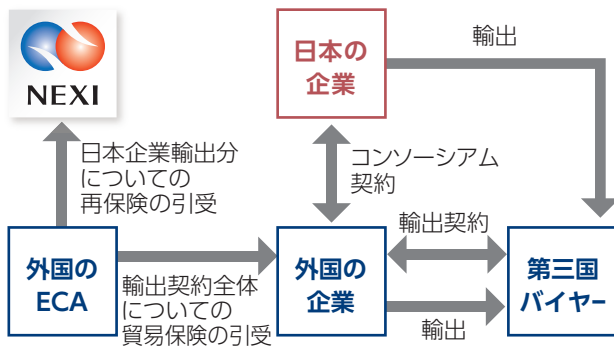 NEXI
日本の
企業
輸出
日本企業輸出分
についての
再保険の引受
コンソーシアム
契約
外国の
ECA
輸出契約全体
についての
貿易保険の引受
外国の
企業
輸出契約
輸出
第三国
バイヤー